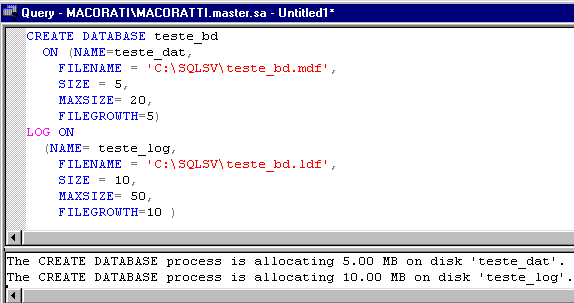 Query - MACORATI\MACORATTI.master.sa - Untitled1*
CREATE DATABASE teste_bd
ON (NAME=teste_dat,
FILENAME = 'C:\SQLSV\teste_bd.mdf',
SIZE = 5,
MAXSIZE= 20,
FILEGROWTH=5)
LOG ON
(NAME= teste_log,
FILENAME = 'C:\SQLSV\teste_bd.ldf',
SIZE = 10,
MAXSIZE= 50,
FILEGROWTH=10 )
The CREATE DATABASE process is allocating 5.00 MB on disk 'teste_dat'.
The CREATE DATABASE process is allocating 10.00 MB on disk 'teste_log'.